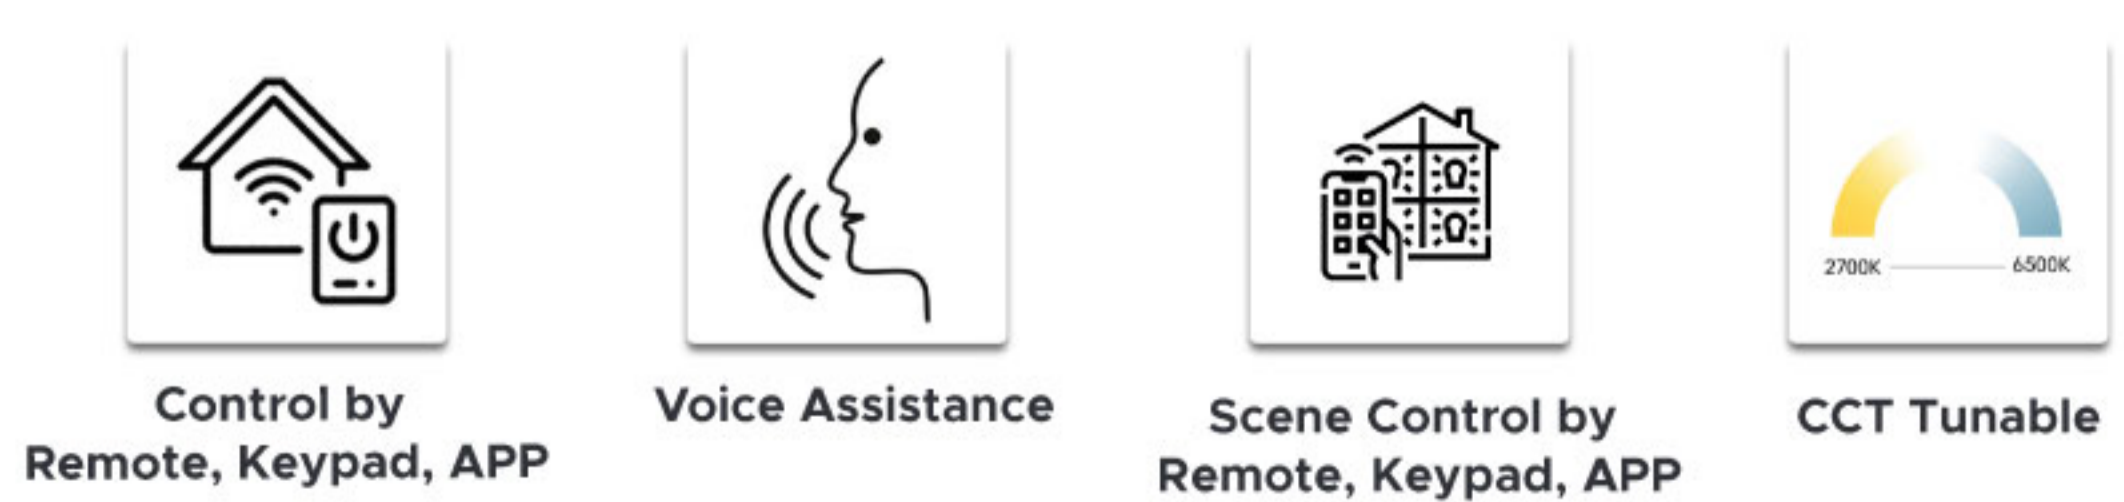 Control by
Remote, Keypad, APP
Voice Assistance
Scene Control by
Remote, Keypad, APP
2700K
6500K
CCT Tunable